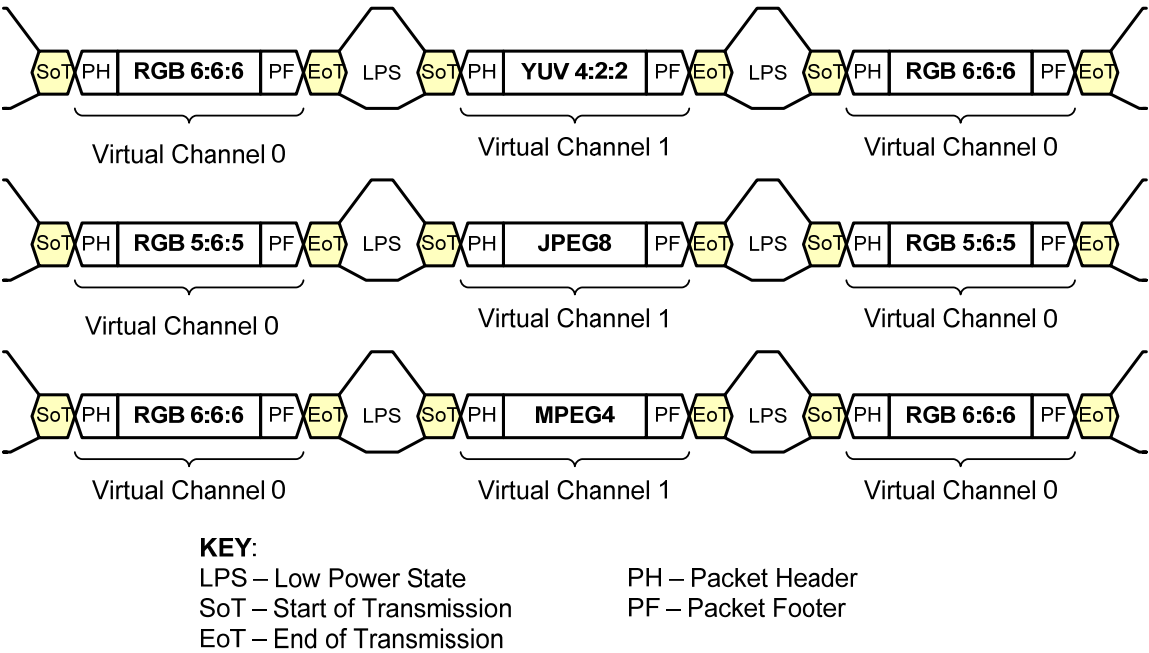 SoT PH RGB 6:6:6 PF EoT LPS SoT PH YUV 4:2:2 PF EoT LPS SoT PH RGB 6:6:6 PF EoT
Virtual Channel 0 Virtual Channel 1 Virtual Channel 0
SoT PH RGB 5:6:5 PF EoT LPS SoT PH JPEG8 PF EoT LPS SoT PH RGB 5:6:5 PF EoT
Virtual Channel 0 Virtual Channel 1 Virtual Channel 0
SoT PH RGB 6:6:6 PF EoT LPS SoT PH MPEG4 PF EoT LPS SoT PH RGB 6:6:6 PF EoT
Virtual Channel 0 Virtual Channel 1 Virtual Channel 0
KEY:
LPS – Low Power State PH – Packet Header
SoT – Start of Transmission PF – Packet Footer
EoT – End of Transmission